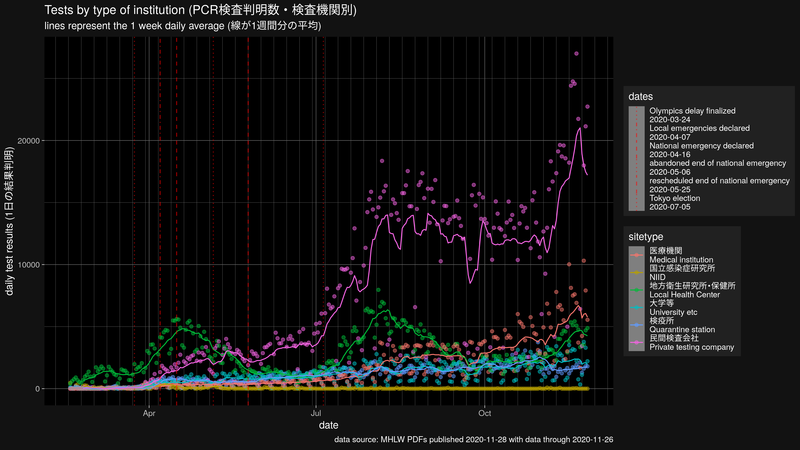 Tests by type of institution (PCR検査判明数・検査機関別)
lines represent the 1 week daily average (線が1週間分の平均)
daily test results (1日の結果判明)
20000
10000
0
Apr
Jul
Oct
date
dates
Olympics delay finalized
2020-03-24
Local emergencies declared
2020-04-07
National emergency declared
2020-04-16
abandoned end of national emergency
2020-05-06
rescheduled end of national emergency
2020-05-25
Tokyo election
2020-07-05
sitetype
医療機関
Medical institution
国立感染症研究所
NIID
地方衛生研究所・保健所
Local Health Center
大学等
University etc
検疫所
Quarantine station
民間検査会社
Private testing company
data source: MHLW PDFs published 2020-11-28 with data through 2020-11-26